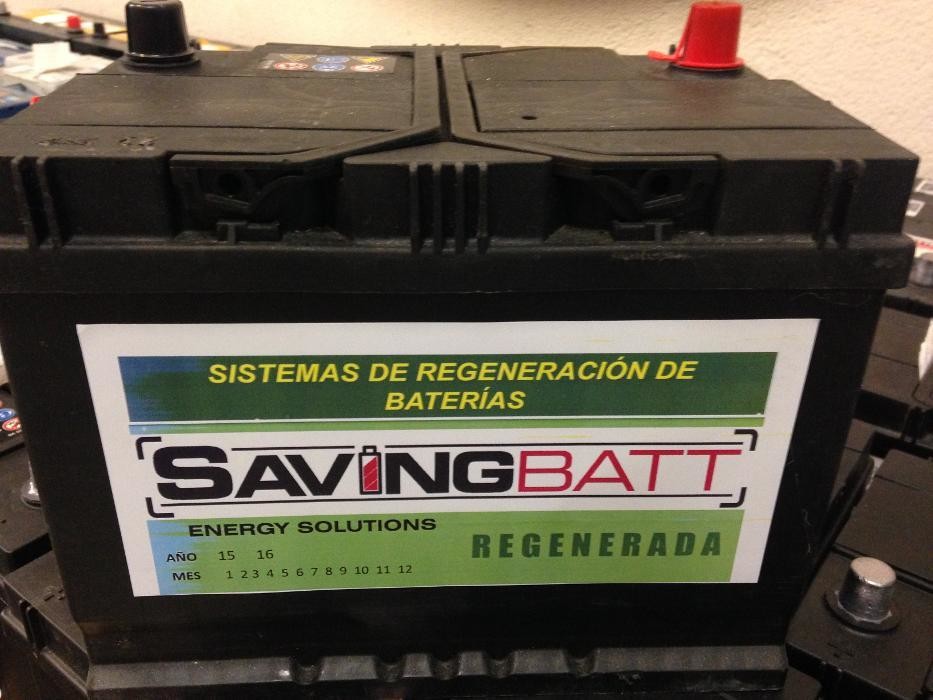 SISTEMAS DE REGENERACIÓN DE
BATERÍAS
SAVINGBATT
ENERGY SOLUTIONS
REGENERADA
AÑO 15 16
MES 1 2 3 4 5 6 7 8 9 10 11 12